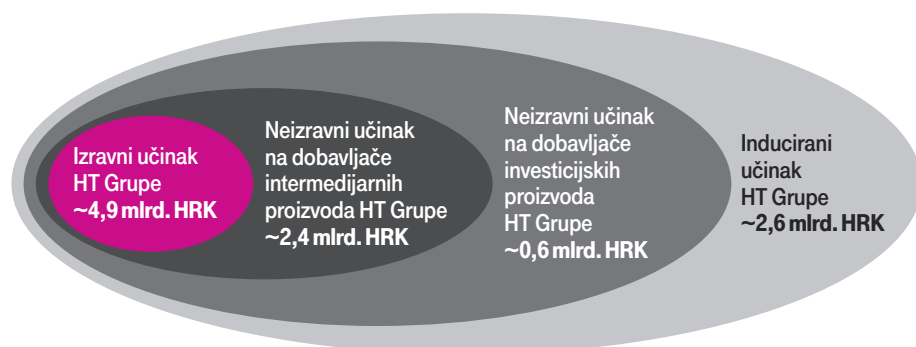 Izravni učinak
HT Grupe
~4,9 mlrd. HRK
Neizravni učinak
na dobavljače
intermedijarnih
proizvoda HT Grupe
~2,4 mlrd. HRK
Neizravni učinak
na dobavljače
investicijskih
proizvoda
HT Grupe
~0,6 mlrd. HRK
Inducirani
učinak
HT Grupe
~2,6 mlrd. HRK